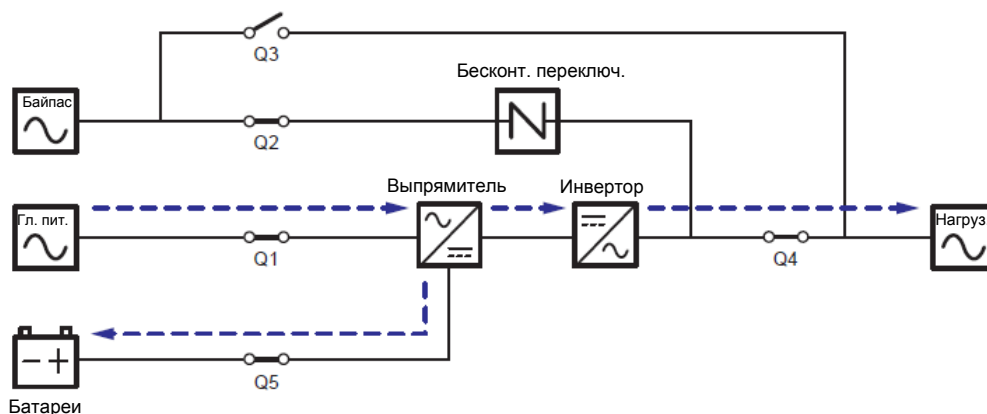 Q3
Бесконт. переключ.
Байпас
Q2
Выпрямитель
Инвертор
Гл. пит.
Нагруз
Q1
Q4
Q5
Батареи